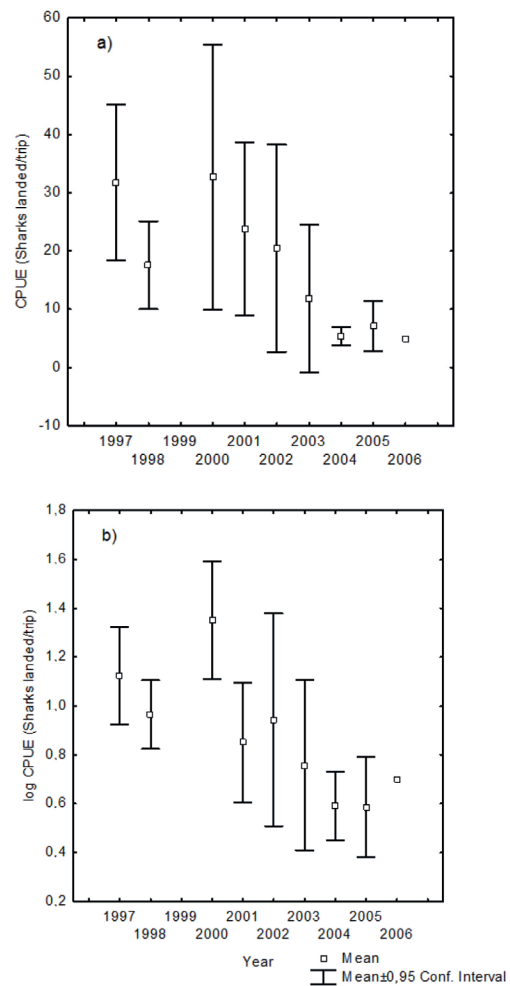 a)
CPUE (Sharks landed/trip)
60
50
40
30
20
10
0
-10
1997 1999 2001 2003 2005
1998 2000 2002 2004 2006
b)
log CPUE (Sharks landed/trip)
1,8
1,6
1,4
1,2
1,0
0,8
0,6
0,4
0,2
1997 1999 2001 2003 2005
1998 2000 2002 2004 2006
Year
Mean
Mean±0,95 Conf. Interval